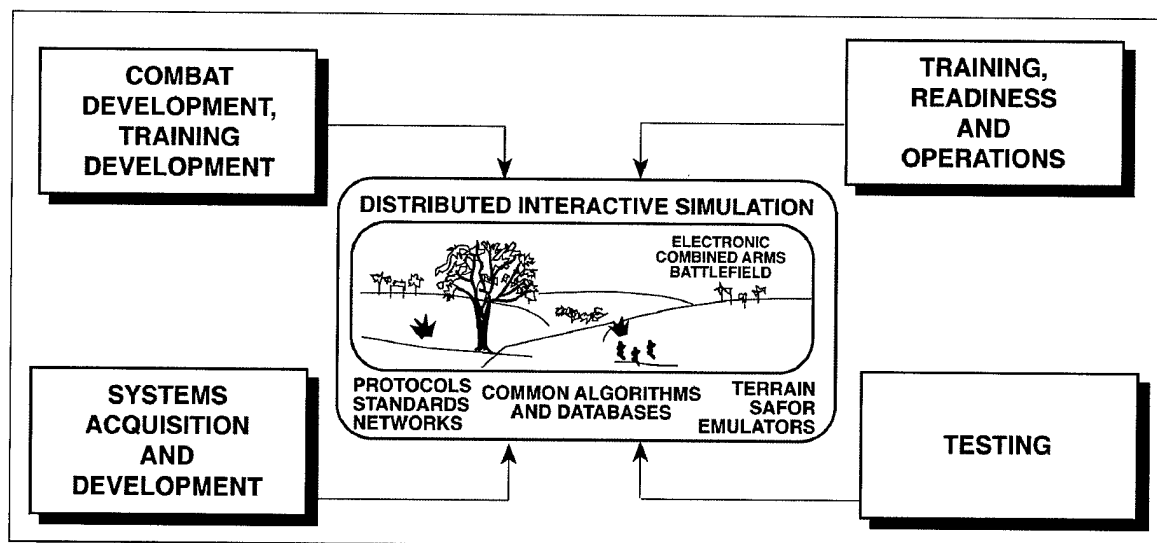 COMBAT
DEVELOPMENT,
TRAINING
DEVELOPMENT
TRAINING,
READINESS
AND
OPERATIONS
DISTRIBUTED INTERACTIVE SIMULATION
ELECTRONIC
COMBINED ARMS
BATTLEFIELD
PROTOCOLS
STANDARDS
NETWORKS
COMMON ALGORITHMS
AND DATABASES
TERRAIN
SAFOR
EMULATORS
SYSTEMS
ACQUISITION
AND
DEVELOPMENT
TESTING